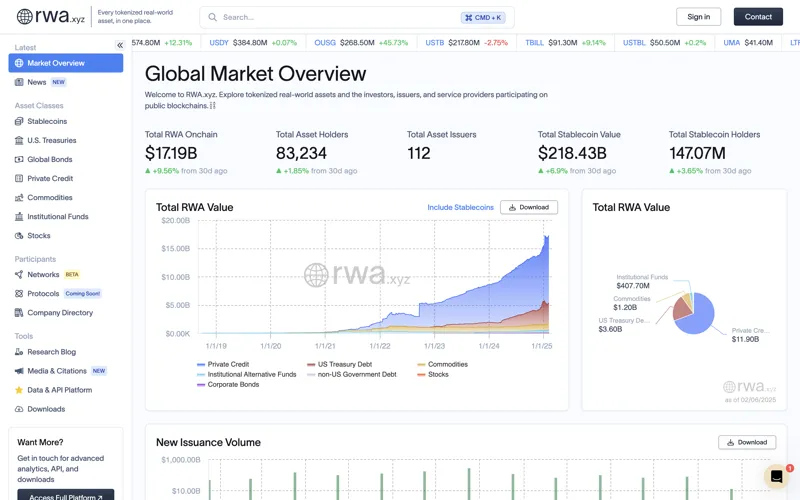 rwa.xyz
Every tokenized real-world
asset, in one place.
Search...
CMD + K
Sign in
Contact
574.80M +12.31%
USDY $384.80M +0.07%
OUSG $268.50M +45.73%
USTB $217.80M -2.75%
TBILL $91.30M +9.14%
USTBL $50.50M +0.2%
UMA $41.40M
Latest
Market Overview
News NEW
Asset Classes
Stablecoins
U.S. Treasuries
Global Bonds
Private Credit
Commodities
Institutional Funds
Stocks
Participants
Networks BETA
Protocols Coming Soon!
Company Directory
Tools
Research Blog
Media & Citations NEW
Data & API Platform
Downloads
Want More?
Get in touch for advanced
analytics, API, and
downloads
Access Full Platform
Global Market Overview
Welcome to RWA.xyz. Explore tokenized real-world assets and the investors, issuers, and service providers participating on
public blockchains.
Total RWA Onchain
$17.19B
+9.56% from 30d ago
Total Asset Holders
83,234
+1.85% from 30d ago
Total Asset Issuers
112
Total Stablecoin Value
$218.43B
+6.9% from 30d ago
Total Stablecoin Holders
147.07M
+3.65% from 30d ago
Total RWA Value
Include Stablecoins
Download
$20.00B
$15.00B
$10.00B
$5.00B
$0.00K
rwa.xyz
1/1/19
1/1/20
1/1/21
1/1/22
1/1/23
1/1/24
1/1/25
Private Credit
US Treasury Debt
Commodities
Institutional Alternative Funds
non-US Government Debt
Stocks
Corporate Bonds
Total RWA Value
Institutional Funds
$407.70M
Commodities
$1.20B
US Treasury De...
$3.60B
Private Cre...
$11.90B
rwa.xyz
as of 02/06/2025
New Issuance Volume
Download
$1,000.00B
$10.00B
1